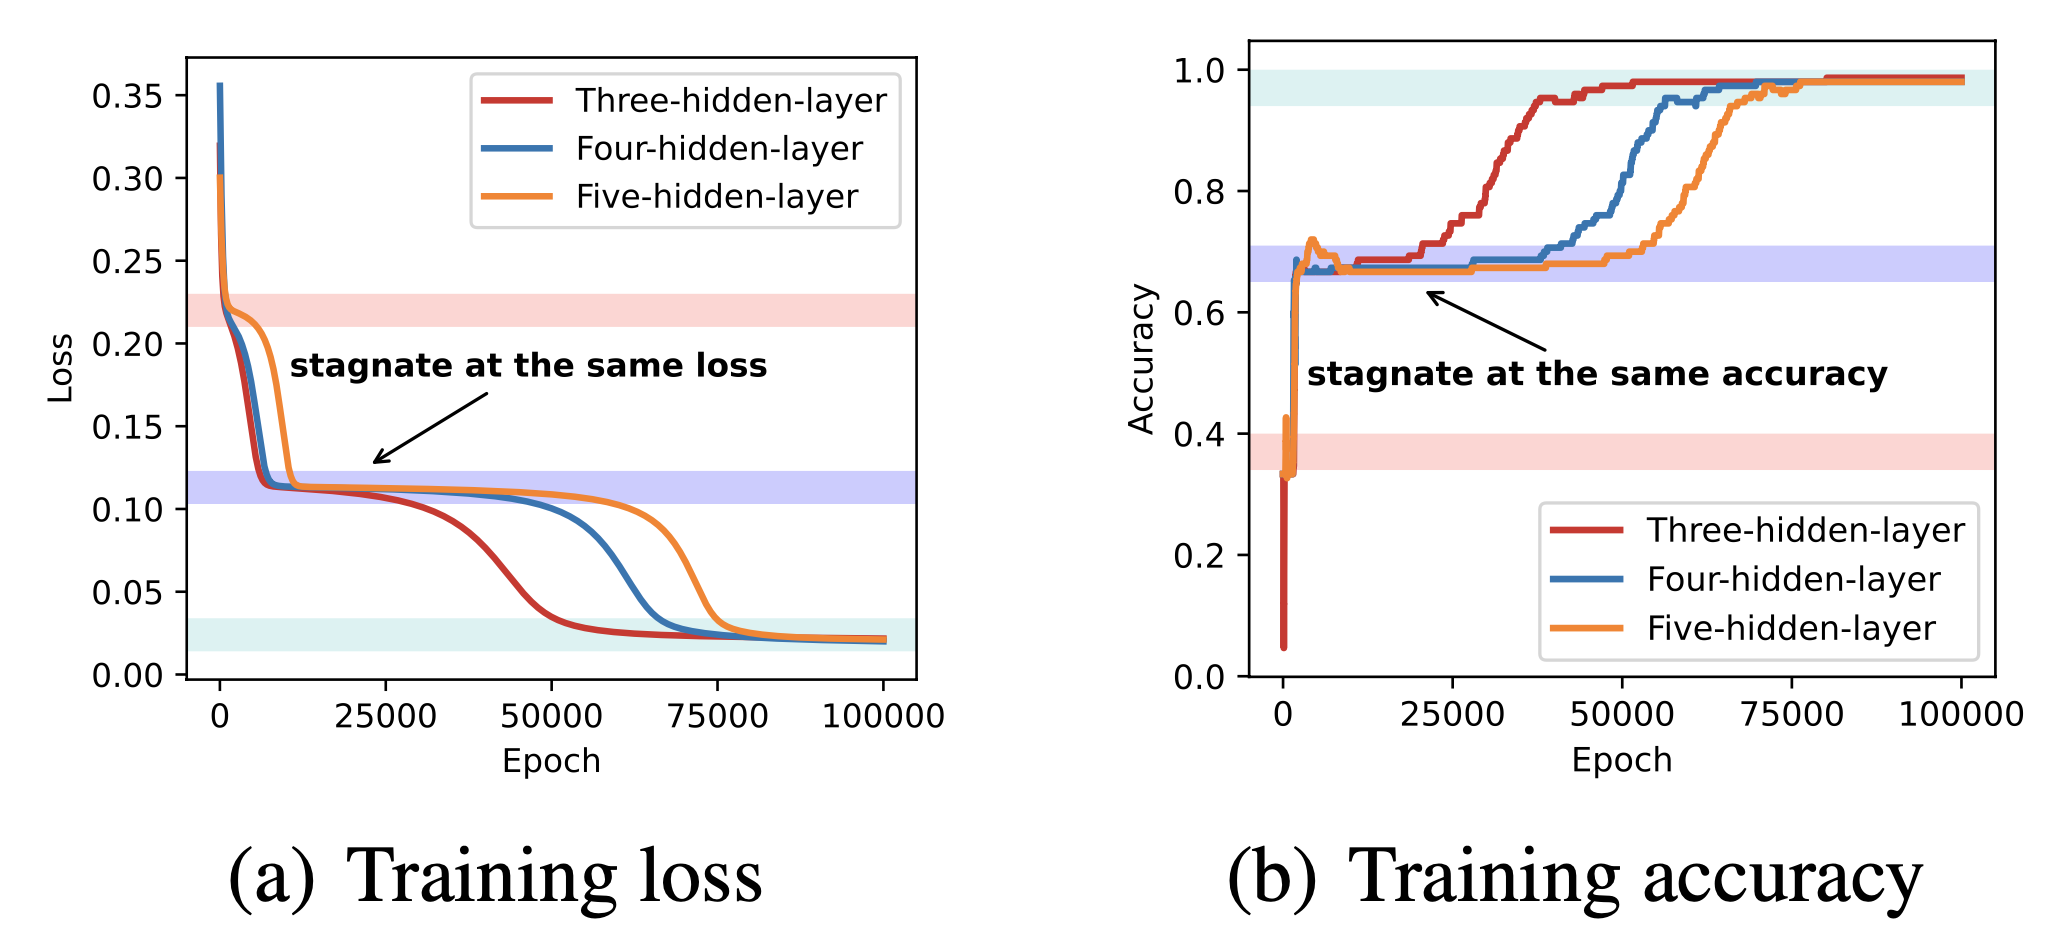 0.35
0.30
0.25
0.20
0.15
0.10
0.05
0.00
Loss
Three-hidden-layer
Four-hidden-layer
Five-hidden-layer
stagnate at the same loss
0 25000 50000 75000 100000
Epoch
(a) Training loss
1.0
0.8
0.6
0.4
0.2
0.0
Accuracy
stagnate at the same accuracy
Three-hidden-layer
Four-hidden-layer
Five-hidden-layer
0 25000 50000 75000 100000
Epoch
(b) Training accuracy